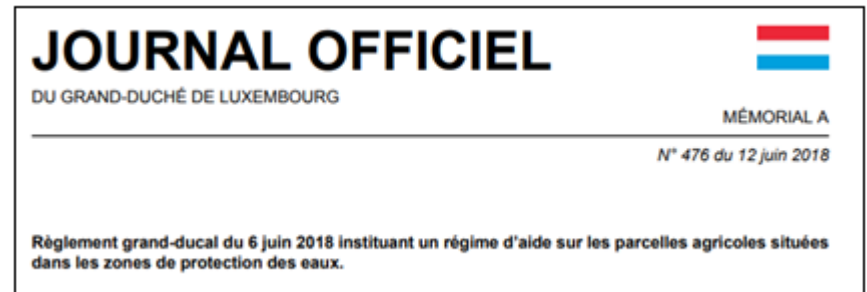 JOURNAL OFFICIEL
DU GRAND-DUCHÉ DE LUXEMBOURG
MÉMORIAL A
N° 476 du 12 juin 2018
Règlement grand-ducal du 6 juin 2018 instituant un régime d'aide sur les parcelles agricoles situées
dans les zones de protection des eaux.